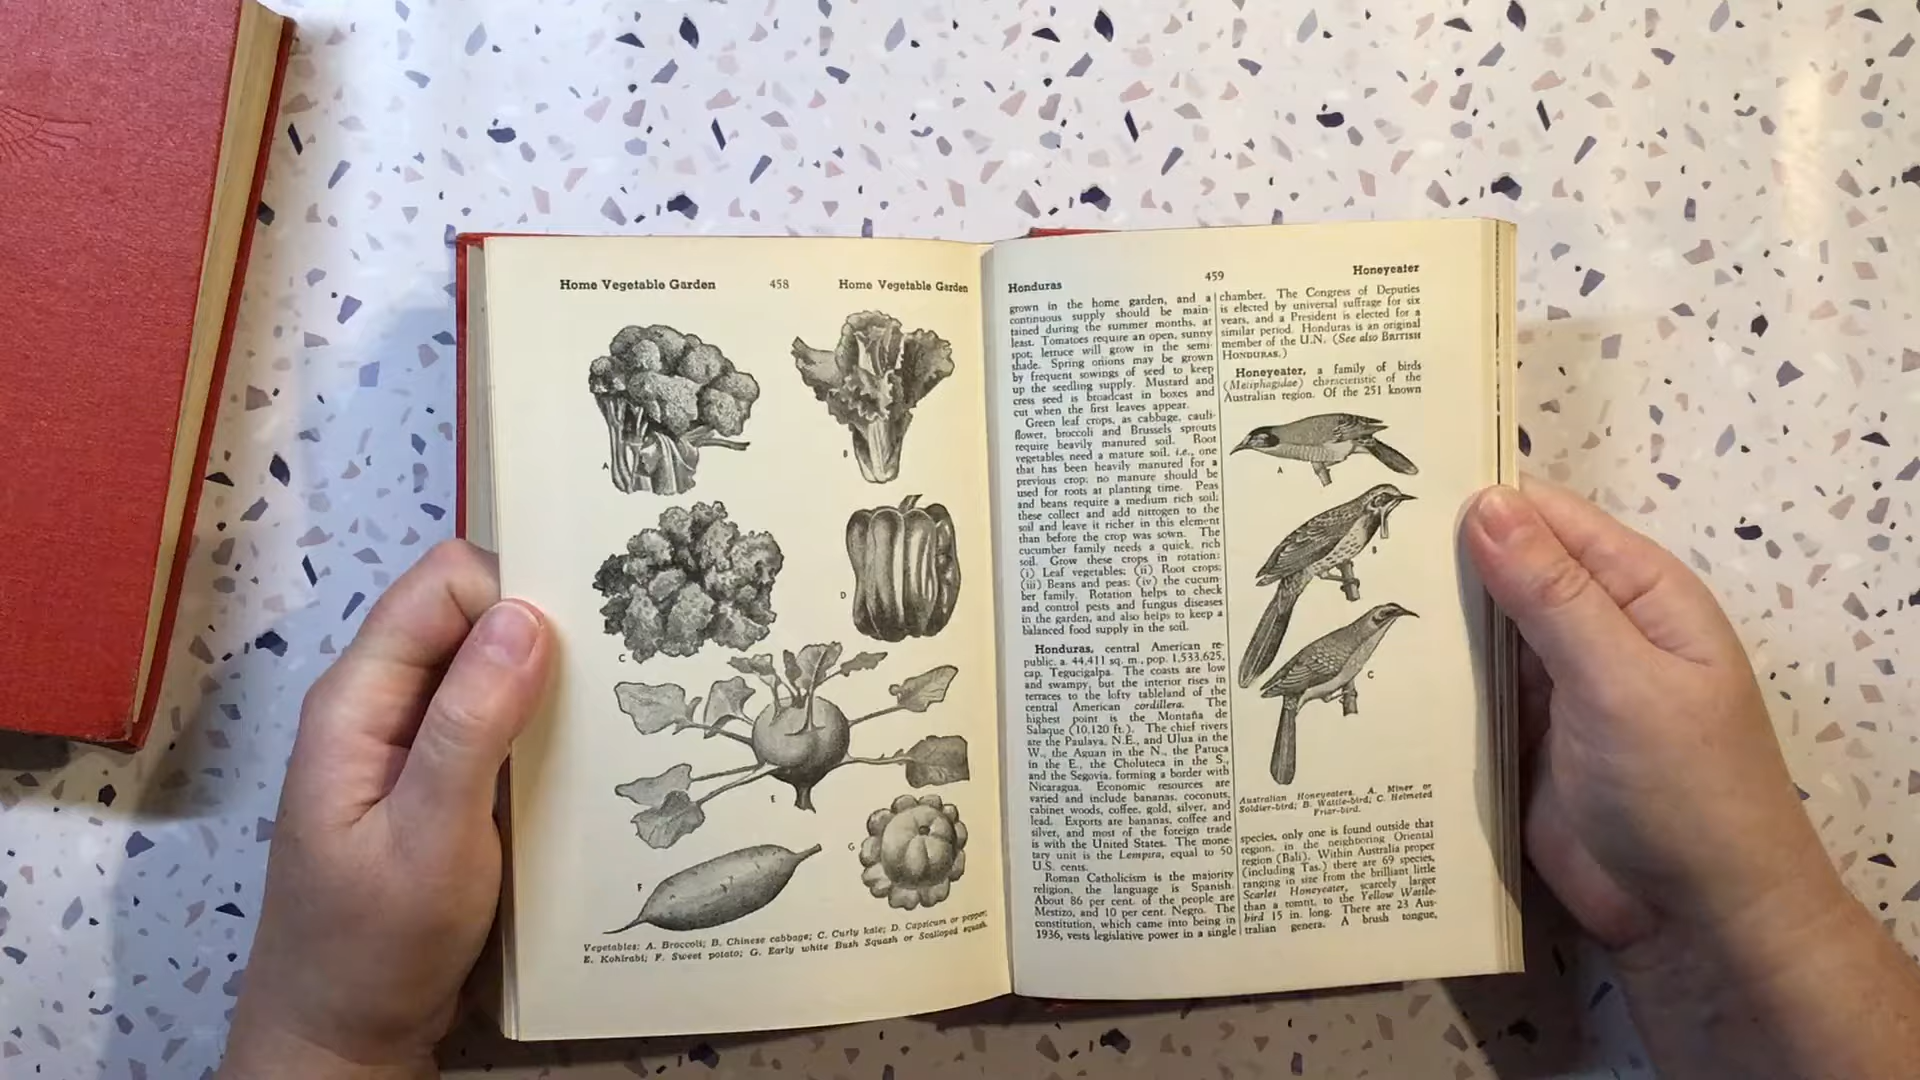 Home Vegetable Garden 458 Home Vegetable Garden
A
B
C
D
E
F
G
Vegetables: A. Broccoli; B. Chinese cabbage; C. Curly kale; D. Capsicum or pepper;
E. Kohlrabi; F. Sweet potato; G. Early white Bush Squash or Scalloped squash.
Honduras 459 Honeyeater
grown in the home garden, and a
continuous supply should be main-
tained during the summer months, at
least. Tomatoes require an open, sunny
spot; lettuce will grow in the semi-
shade. Spring onions may be grown
by frequent sowings of seed to keep
up the seedling supply. Mustard and
cress seed is broadcast in boxes and
cut when the first leaves appear.
Green leaf crops, as cabbage, cauli-
flower, broccoli and Brussels sprouts
require heavily manured soil. Root
vegetables need a mature soil, i.e., one
that has been heavily manured for a
previous crop; no manure should be
used for roots at planting time. Peas
and beans require a medium rich soil;
these collect and add nitrogen to the
soil and leave it richer in this element
than before the crop was sown. The
cucumber family needs a quick, rich
soil. Grow these crops in rotation:
(i) Leaf vegetables; (ii) Root crops;
(iii) Beans and peas; (iv) the cucum-
ber family. Rotation helps to check
and control pests and fungus diseases
in the garden, and also helps to keep a
balanced food supply in the soil.
Honduras, central American re-
public, a. 44,411 sq. m., pop. 1,533,625,
cap. Tegucigalpa. The coasts are low
and swampy, but the interior rises in
terraces to the lofty tableland of the
central American cordillera. The
highest point is the Montaña de
Salaque (10,120 ft.). The chief rivers
are the Paulaya, N.E., and Ulua in the
W., the Aguan in the N., the Patuca
in the E., the Choluteca in the S.,
and the Segovia, forming a border with
Nicaragua. Economic resources are
varied and include bananas, coconuts,
cabinet woods, coffee, gold, silver, and
lead. Exports are bananas, coffee and
silver, and most of the foreign trade
is with the United States. The mone-
tary unit is the Lempira, equal to 50
U.S. cents.
Roman Catholicism is the majority
religion, the language is Spanish.
About 86 per cent. of the people are
Mestizo, and 10 per cent. Negro. The
constitution, which came into being in
1936, vests legislative power in a single
chamber. The Congress of Deputies
is elected by universal suffrage for six
years, and a President is elected for a
similar period. Honduras is an original
member of the U.N. (See also BRITISH
HONDURAS.)
Honeyeater, a family of birds
(Meliphagidae) characteristic of the
Australian region. Of the 251 known
A
B
C
Australian Honeyeaters. A. Miner or
Soldier-bird; B. Wattle-bird; C. Helmeted
Friar-bird.
species, only one is found outside that
region, in the neighboring Oriental
region (Bali). Within Australia proper
(including Tas.) there are 69 species,
ranging in size from the brilliant little
Scarlet Honeyeater, scarcely larger
than a tomtit, to the Yellow Wattle-
bird 15 in. long. There are 23 Aus-
tralian genera. A brush tongue,